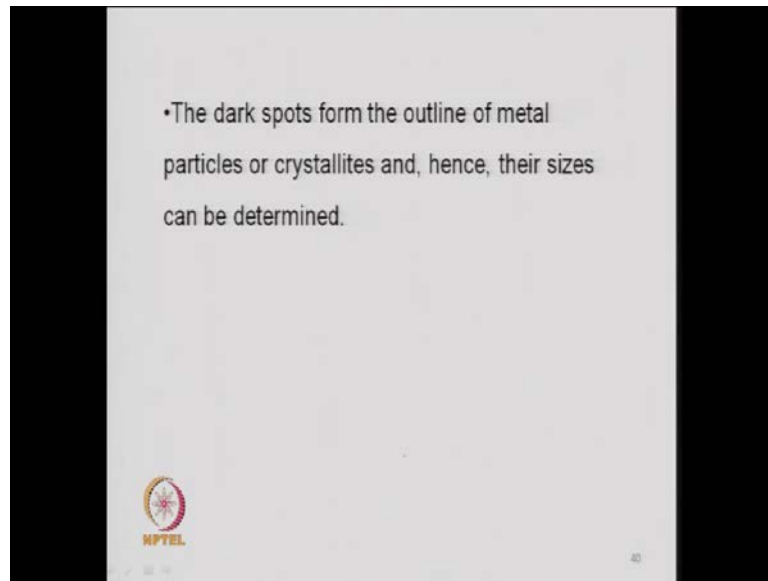 •The dark spots form the outline of metal
particles or crystallites and, hence, their sizes
can be determined.
NPTEL
40